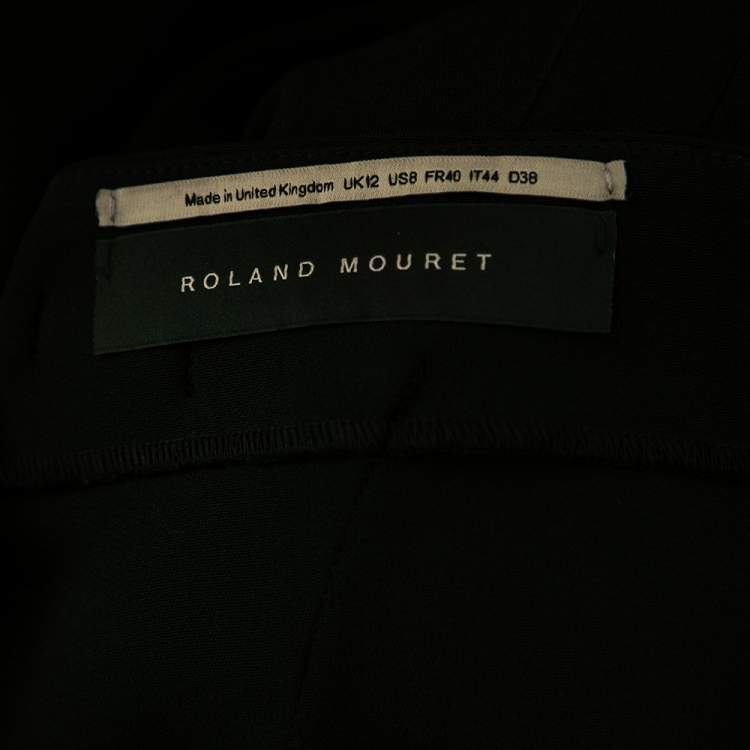 Made in United Kingdom UK12 US8 FR40 IT44 D38
ROLAND MOURET